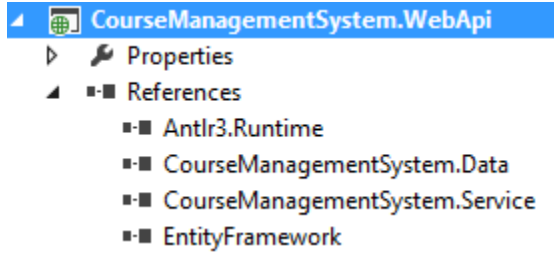 CourseManagementSystem.WebApi
Properties
References
Antlr3.Runtime
CourseManagementSystem.Data
CourseManagementSystem.Service
EntityFramework